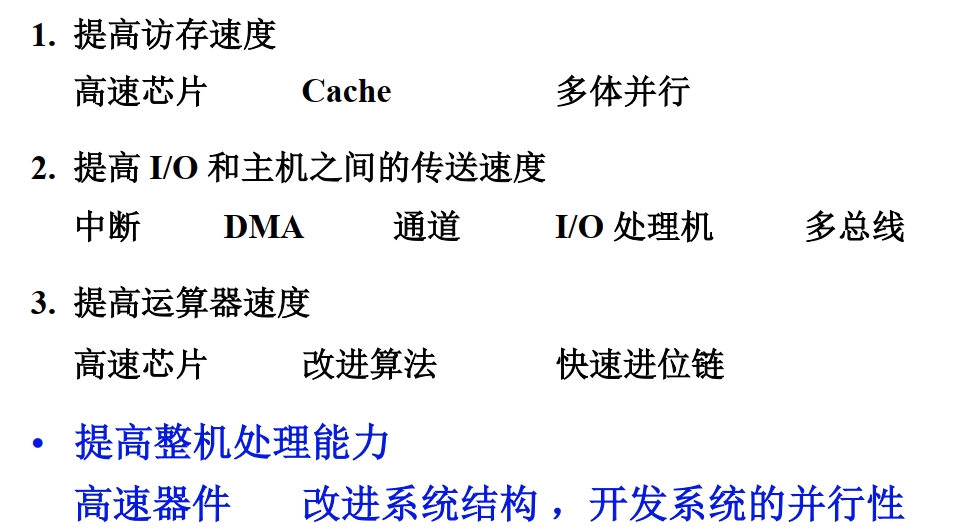 1. 提高访存速度
高速芯片 Cache 多体并行
2. 提高 I/O 和主机之间的传送速度
中断 DMA 通道 I/O 处理机 多总线
3. 提高运算器速度
高速芯片 改进算法 快速进位链
• 提高整机处理能力
高速器件 改进系统结构 ，开发系统的并行性